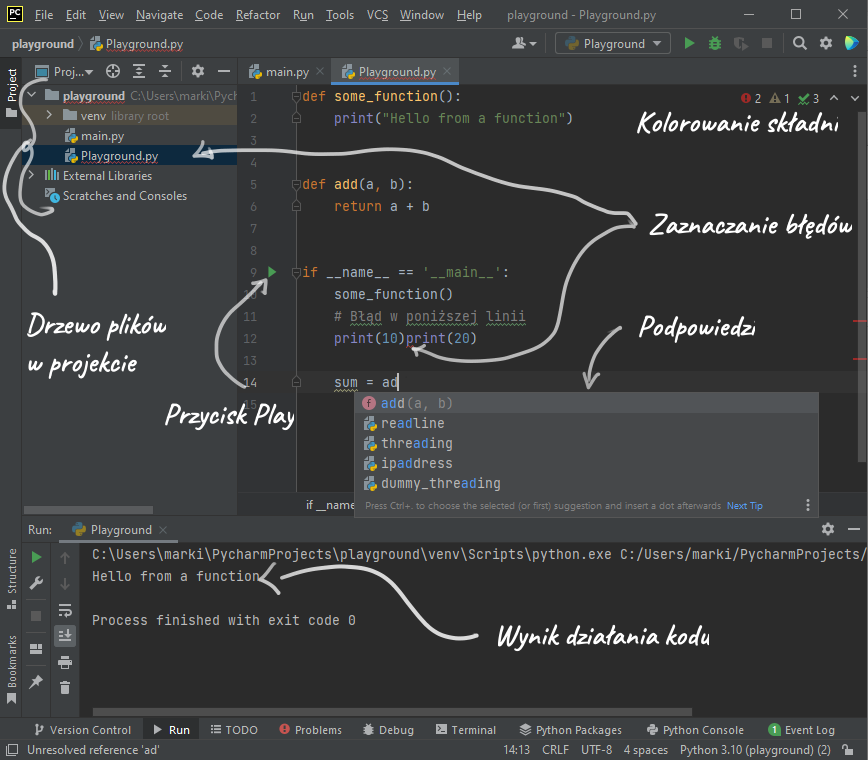 PC File Edit View Navigate Code Refactor Run Tools VCS Window Help playground - Playground.py
playground Playground.py Playground
Project
Proj... main.py Playground.py
playground C:\Users\marki\Pych
venv library root
main.py
Playground.py
External Libraries
Scratches and Consoles
2 1 3
1 def some_function():
2 print("Hello from a function")
3
4
5 def add(a, b):
6 return a + b
7
8
9 if __name__ == '__main__':
10 some_function()
11 # Błąd w poniższej linii
12 print(10)print(20)
13
14 sum = ad
15
Kolorowanie składni
Zaznaczanie błędów
Podpowiedzi
Drzewo plików
w projekcie
Przycisk Play
f add(a, b)
readline
threading
ipaddress
dummy_threading
Press Ctrl+. to choose the selected (or first) suggestion and insert a dot afterwards Next Tip
if __name
Run: Playground
C:\Users\marki\PycharmProjects\playground\venv\Scripts\python.exe C:/Users/marki/PycharmProjects/
Hello from a function
Process finished with exit code 0
Wynik działania kodu
Structure
Bookmarks
Version Control Run TODO Problems Debug Terminal Python Packages Python Console 1 Event Log
Unresolved reference 'ad' 14:13 CRLF UTF-8 4 spaces Python 3.10 (playground) (2)